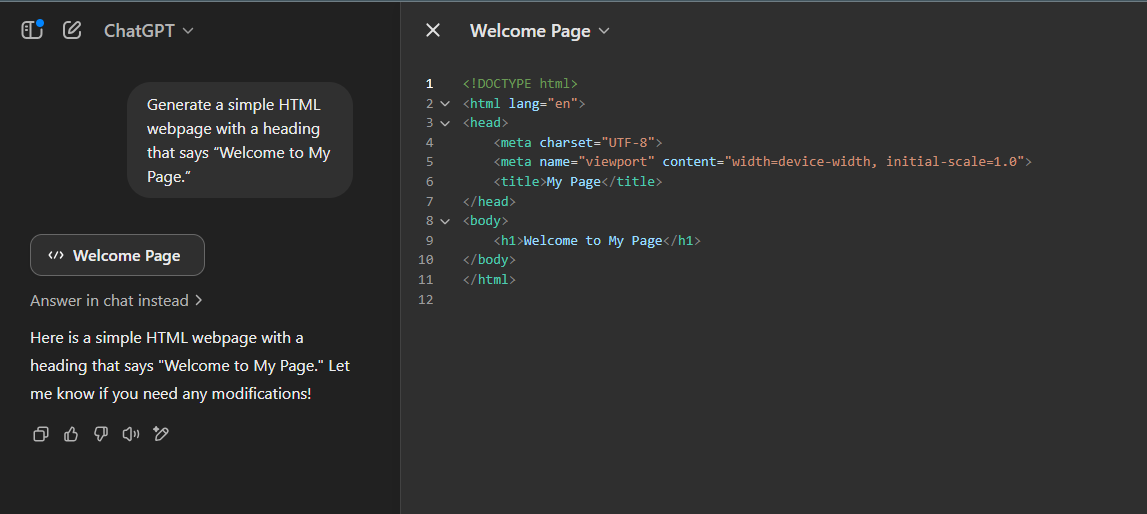 ChatGPT
Generate a simple HTML
webpage with a heading
that says “Welcome to My
Page.”
Welcome Page
Answer in chat instead
Here is a simple HTML webpage with a
heading that says "Welcome to My Page." Let
me know if you need any modifications!
Welcome Page
1 <!DOCTYPE html>
2 <html lang="en">
3 <head>
4     <meta charset="UTF-8">
5     <meta name="viewport" content="width=device-width, initial-scale=1.0">
6     <title>My Page</title>
7 </head>
8 <body>
9     <h1>Welcome to My Page</h1>
10 </body>
11 </html>
12